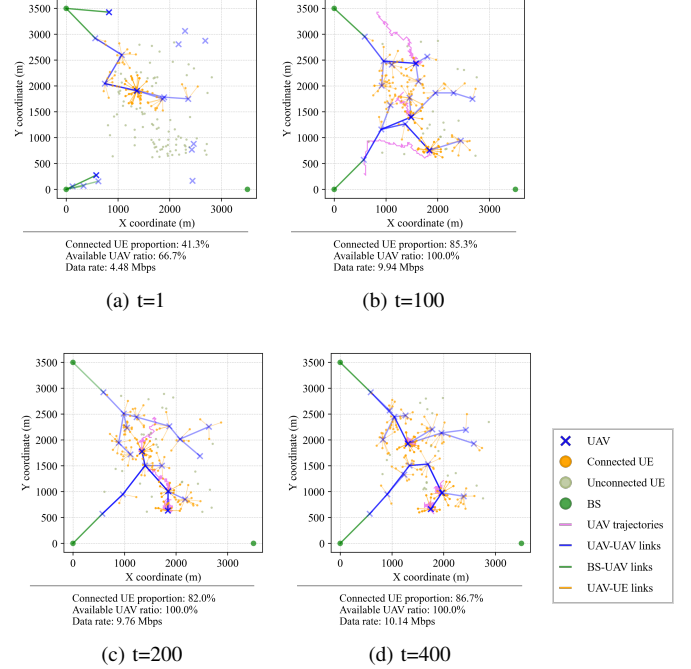 3500
3000
2500
2000
1500
1000
500
0
Y coordinate (m)
0 1000 2000 3000
X coordinate (m)
Connected UE proportion: 41.3%
Available UAV ratio: 66.7%
Data rate: 4.48 Mbps
(a) t=1
3500
3000
2500
2000
1500
1000
500
0
Y coordinate (m)
0 1000 2000 3000
X coordinate (m)
Connected UE proportion: 85.3%
Available UAV ratio: 100.0%
Data rate: 9.94 Mbps
(b) t=100
3500
3000
2500
2000
1500
1000
500
0
Y coordinate (m)
0 1000 2000 3000
X coordinate (m)
Connected UE proportion: 82.0%
Available UAV ratio: 100.0%
Data rate: 9.76 Mbps
(c) t=200
3500
3000
2500
2000
1500
1000
500
0
Y coordinate (m)
0 1000 2000 3000
X coordinate (m)
Connected UE proportion: 86.7%
Available UAV ratio: 100.0%
Data rate: 10.14 Mbps
(d) t=400
UAV
Connected UE
Unconnected UE
BS
UAV trajectories
UAV-UAV links
BS-UAV links
UAV-UE links